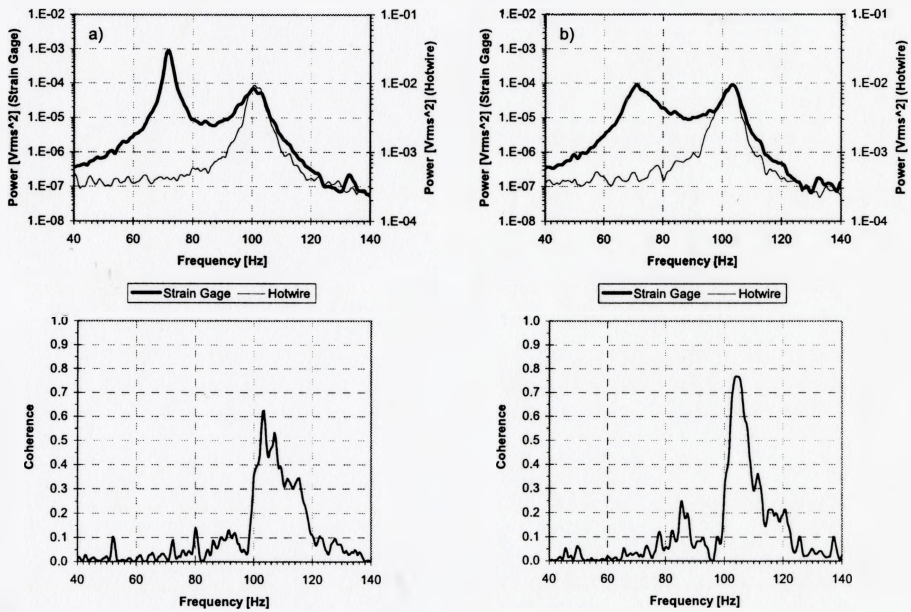 a)
Power [Vrms^2] (Strain Gage)
1.E-02
1.E-03
1.E-04
1.E-05
1.E-06
1.E-07
1.E-08
1.E-01
1.E-02
1.E-03
1.E-04
Power [Vrms^2] (Hotwire)
40 60 80 100 120 140
Frequency [Hz]
Strain Gage Hotwire
b)
Power [Vrms^2] (Strain Gage)
1.E-02
1.E-03
1.E-04
1.E-05
1.E-06
1.E-07
1.E-08
1.E-01
1.E-02
1.E-03
1.E-04
Power [Vrms^2] (Hotwire)
40 60 80 100 120 140
Frequency [Hz]
Strain Gage Hotwire
Coherence
1.0
0.9
0.8
0.7
0.6
0.5
0.4
0.3
0.2
0.1
0.0
40 60 80 100 120 140
Frequency [Hz]
Coherence
1.0
0.9
0.8
0.7
0.6
0.5
0.4
0.3
0.2
0.1
0.0
40 60 80 100 120 140
Frequency [Hz]